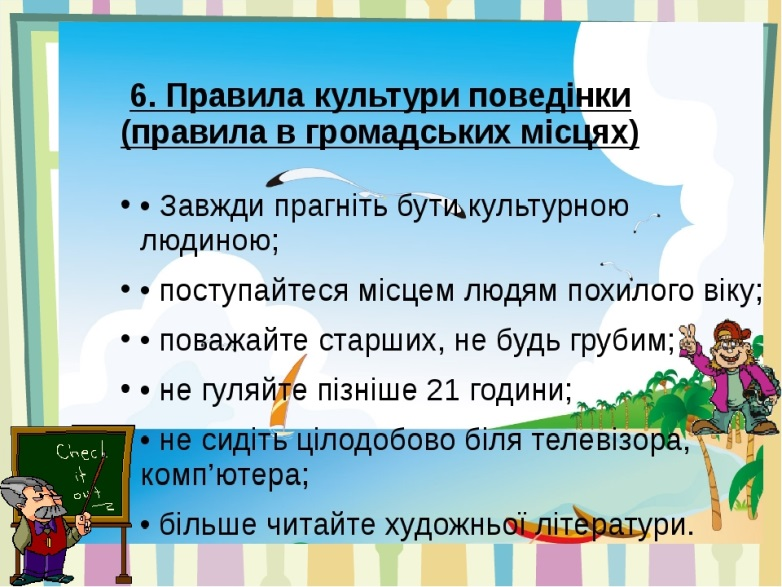 6. Правила культури поведінки
(правила в громадських місцях)
• • Завжди прагніть бути культурною
людиною;
• • поступайтеся місцем людям похилого віку;
• • поважайте старших, не будь грубим;
• • не гуляйте пізніше 21 години;
• не сидіть цілодобово біля телевізора,
комп’ютера;
• більше читайте художньої літератури.
Check
it
out